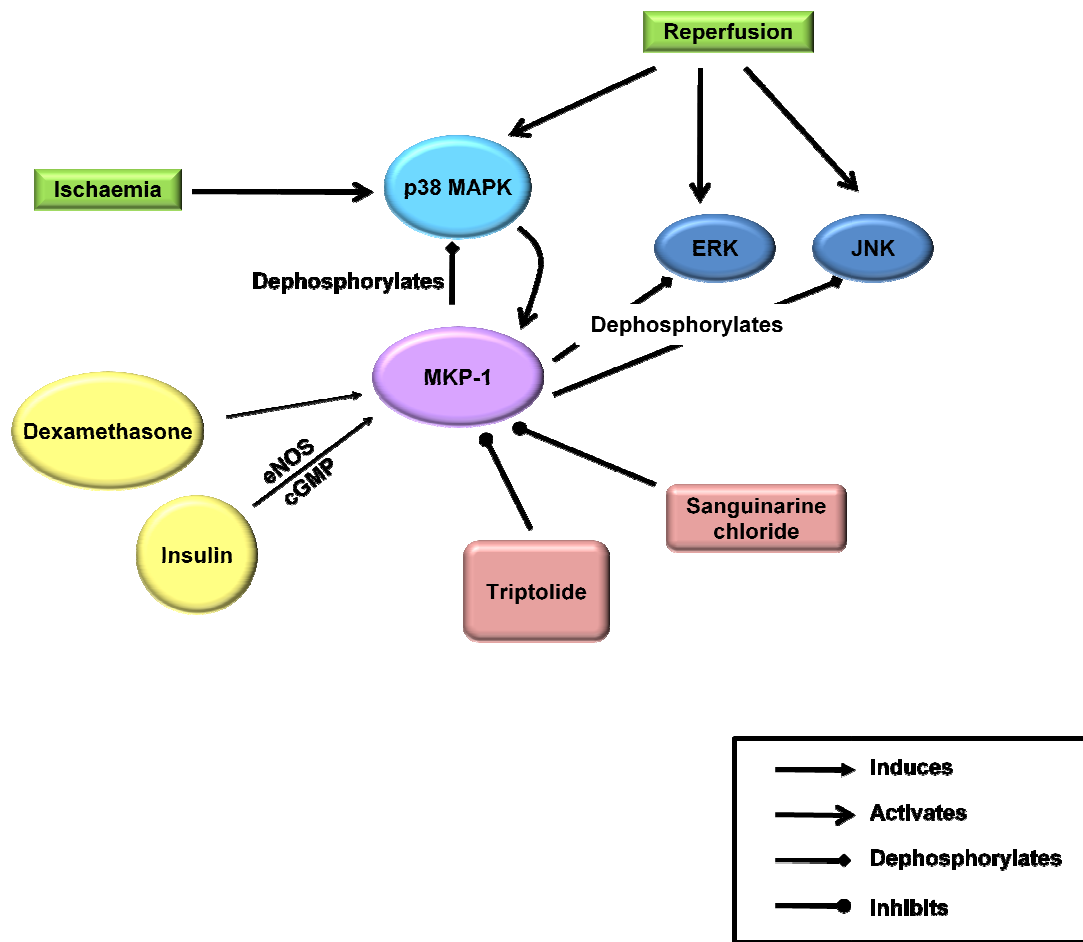 Reperfusion
p38 MAPK
Ischaemia
ERK
JNK
Dephosphorylates
Dephosphorylates
MKP-1
Dexamethasone
eNOS
cGMP
Insulin
Sanguinarine
chloride
Triptolide
Induces
Activates
Dephosphorylates
Inhibits